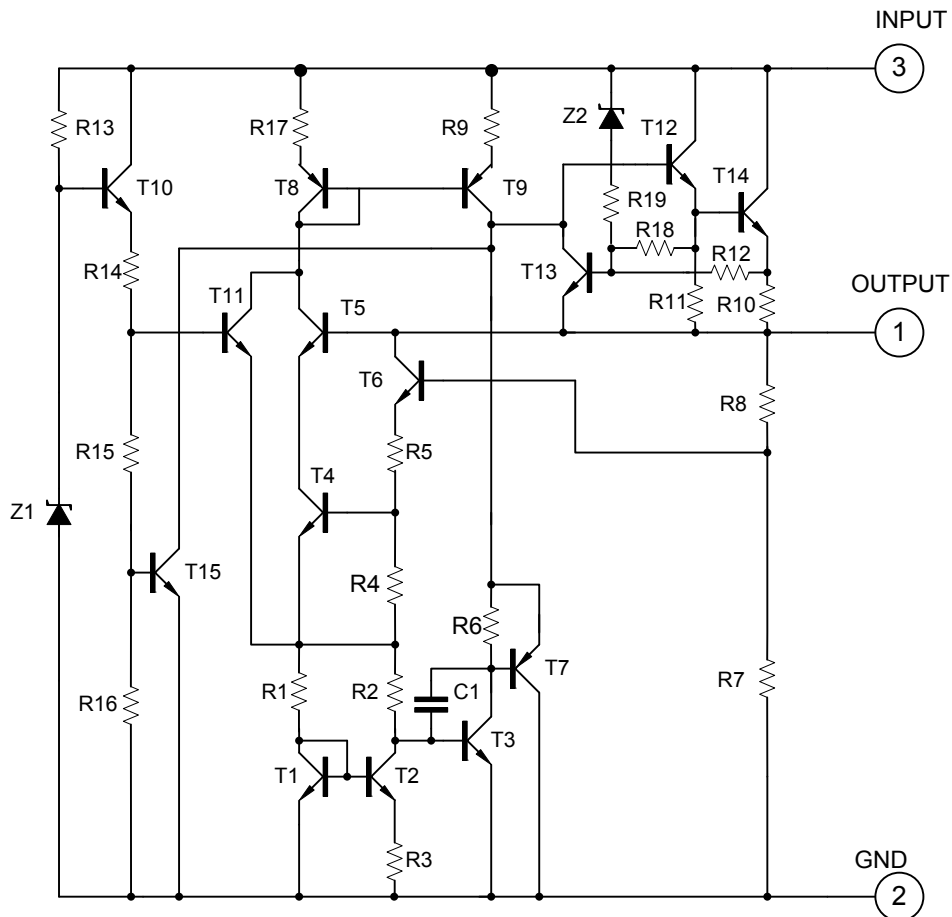 INPUT
3
R13
R17
R9
Z2
T12
T10
T8
T9
T14
R19
R18
R12
R14
T13
T11
T5
R11
R10
OUTPUT
1
T6
R8
R15
R5
T4
Z1
T15
R4
R6
T7
R16
R1
R2
C1
R7
T3
T1
T2
R3
GND
2